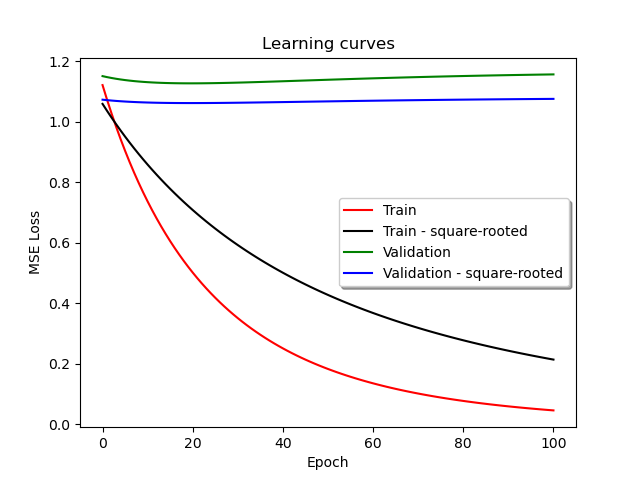 Learning curves
MSE Loss
1.2
1.0
0.8
0.6
0.4
0.2
0.0
Train
Train - square-rooted
Validation
Validation - square-rooted
0 20 40 60 80 100
Epoch